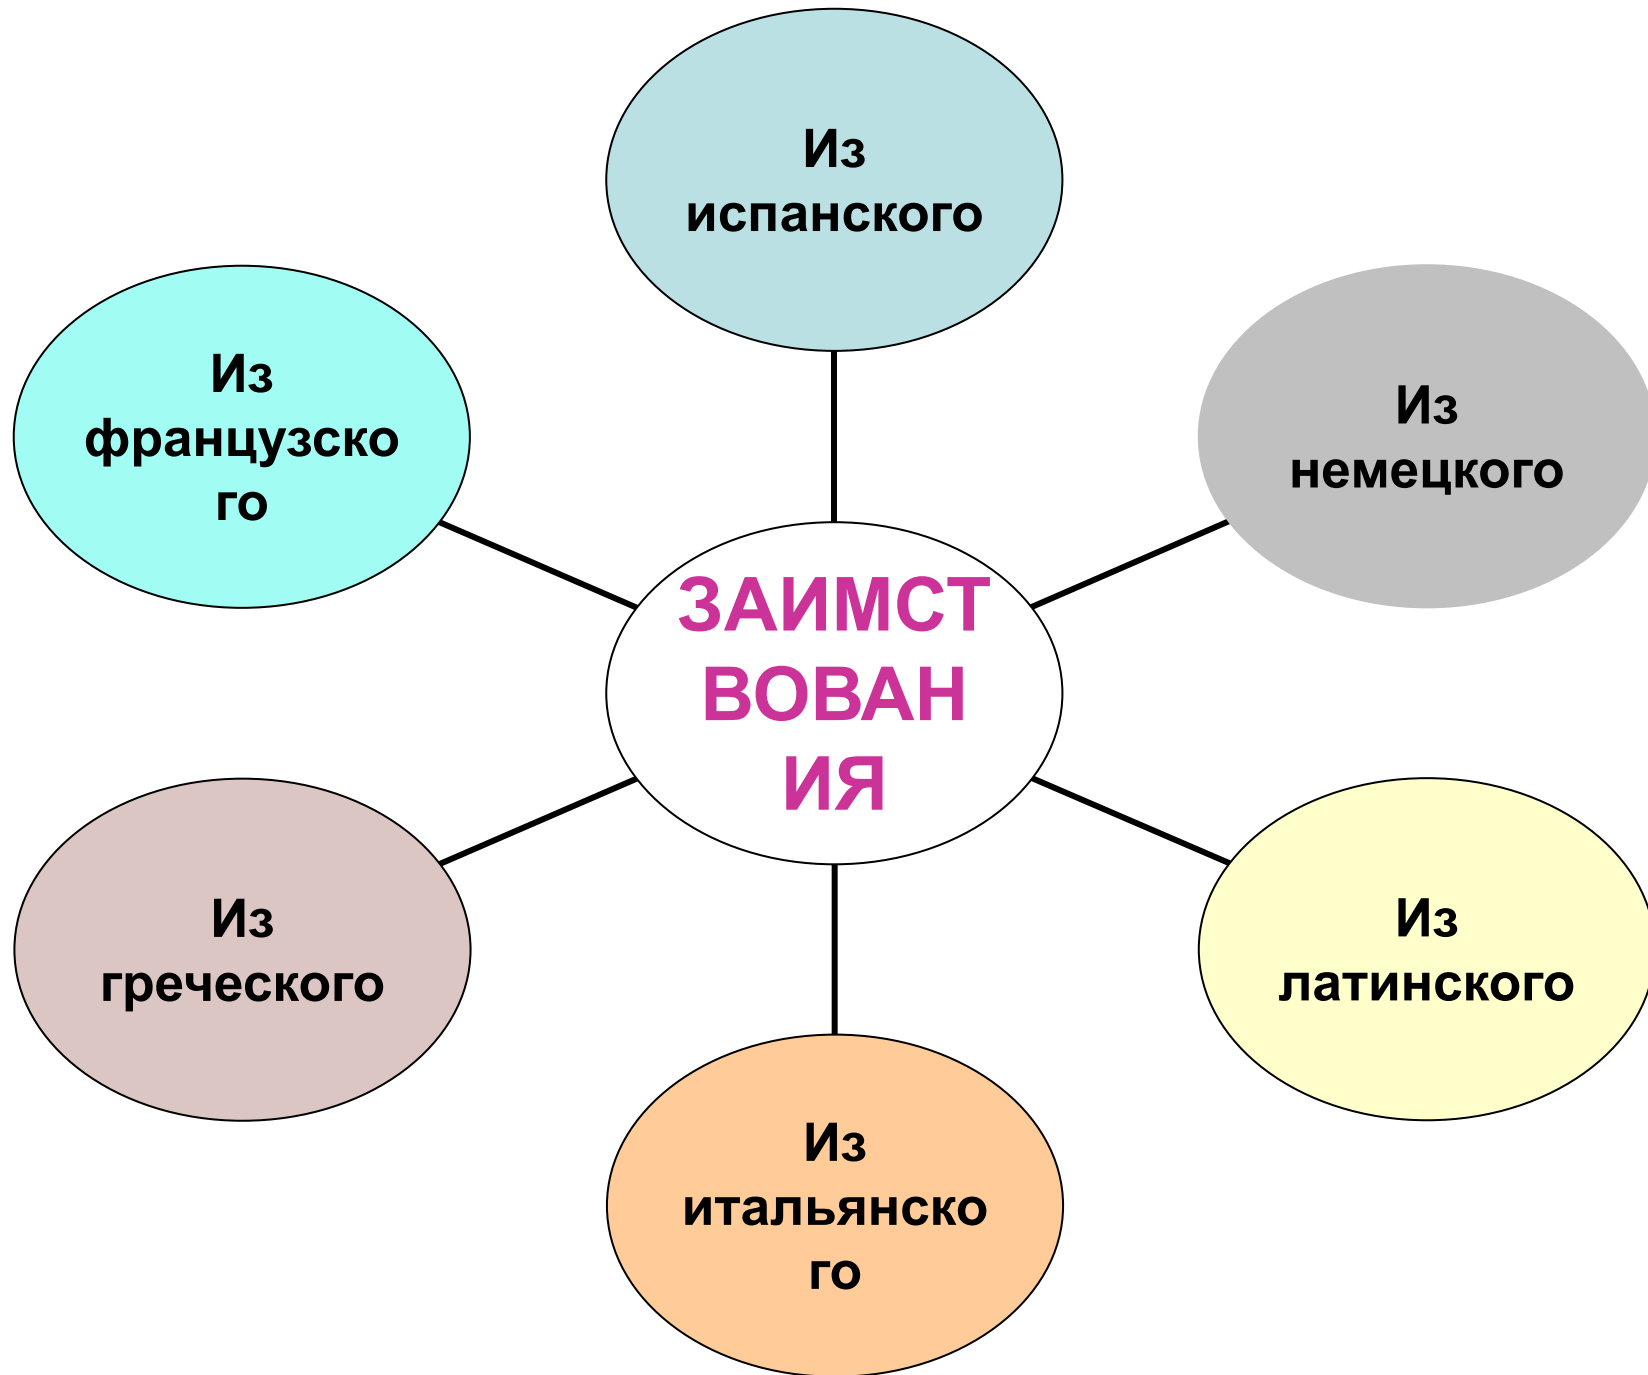 Из
испанского
Из
французско
го
Из
немецкого
ЗАИМСТ
ВОВАН
ИЯ
Из
греческого
Из
латинского
Из
итальянско
го